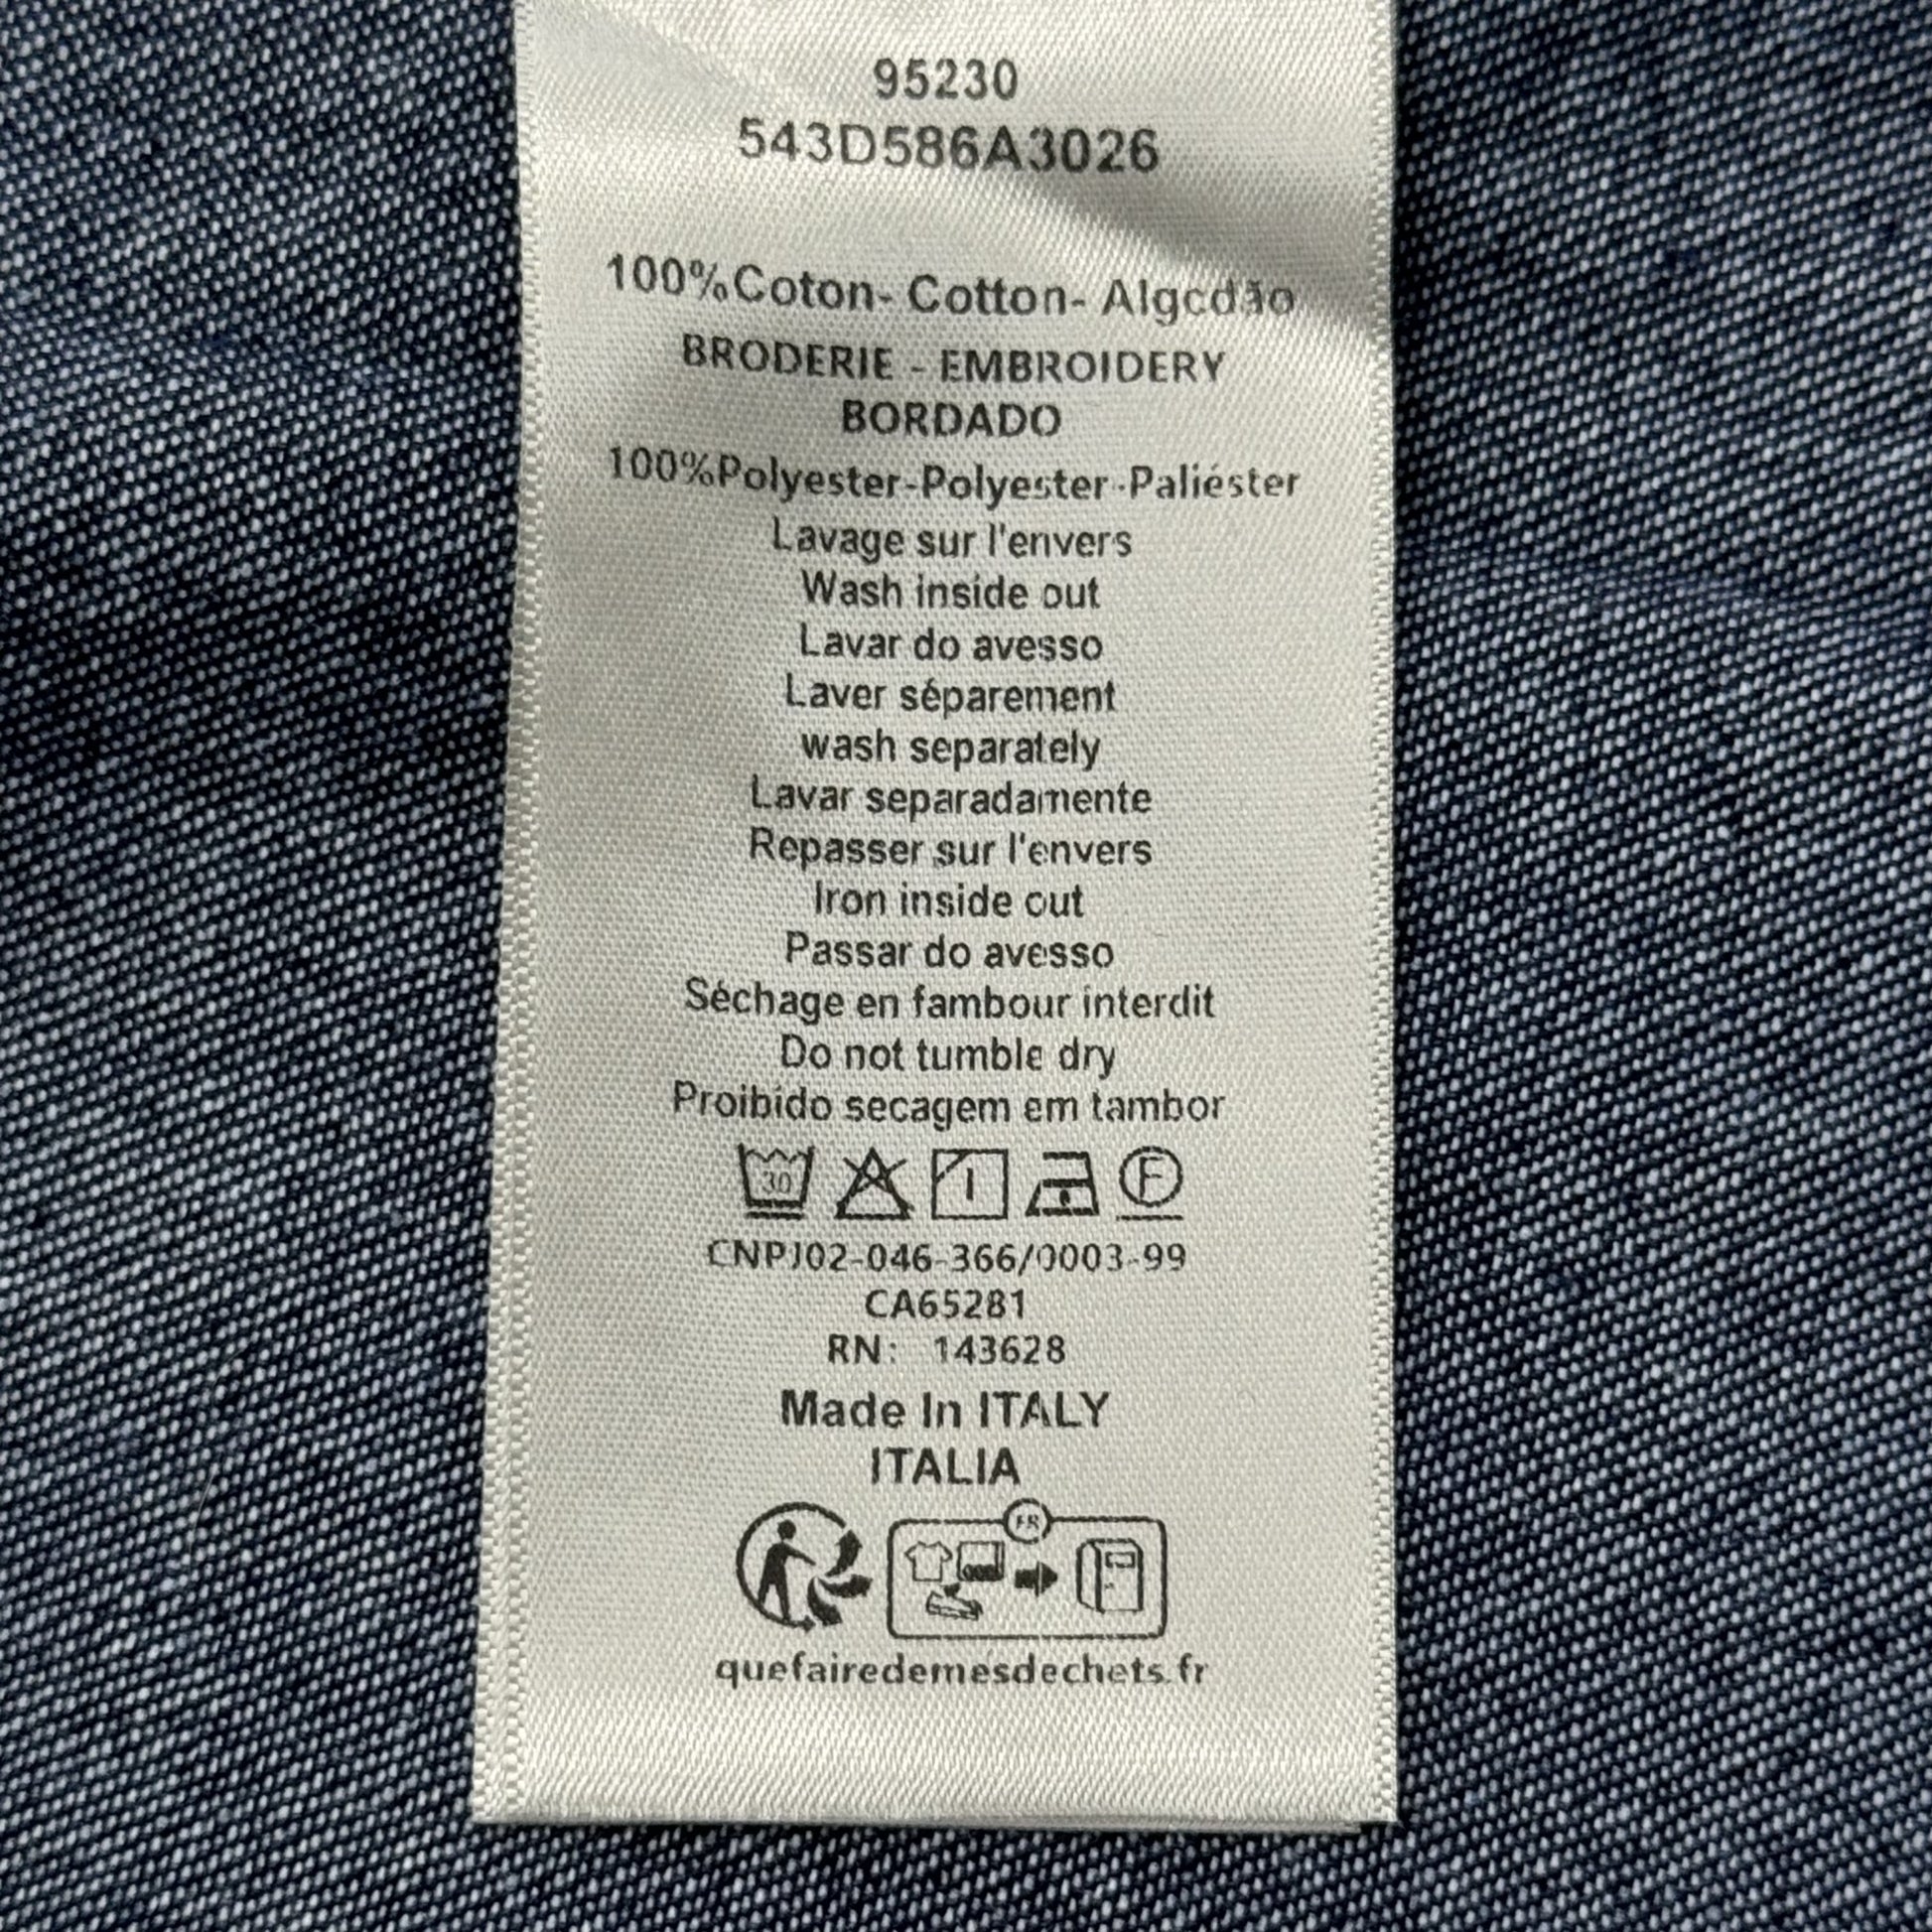 95230
543D586A3026
100%Coton- Cotton- Algcdão
BRODERIE - EMBROIDERY
BORDADO
100%Polyester-Polyester-Paliéster
Lavage sur l'envers
Wash inside out
Lavar do avesso
Laver séparement
wash separately
Lavar separadamente
Repasser sur l'envers
Iron inside out
Passar do avesso
Séchage en fambour interdit
Do not tumble dry
Proibido secagem em tambor
30 F
CNPJ02-046-366/0003-99
CA65281
RN: 143628
Made In ITALY
ITALIA
FR
quefairedemesdechets.fr